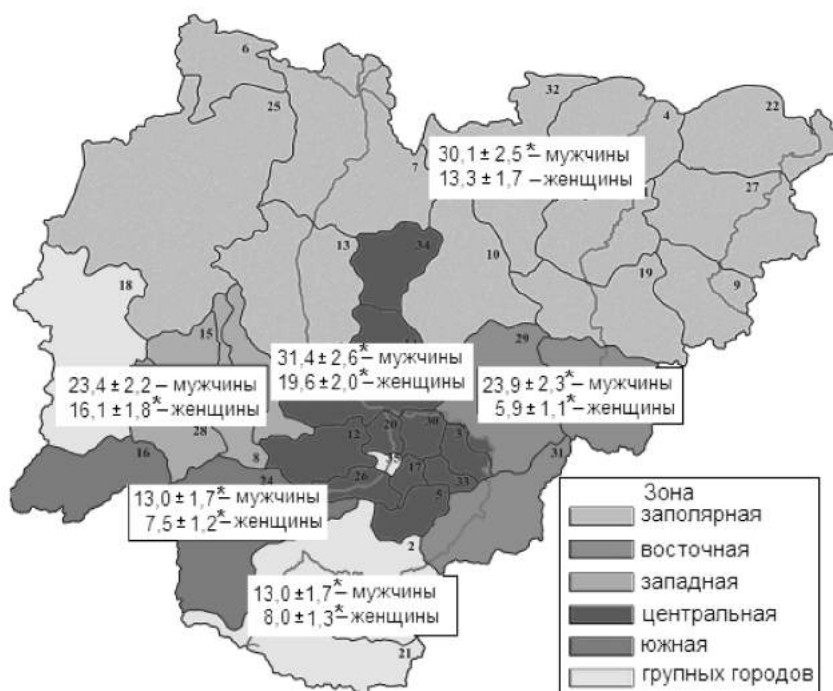 6
25
32
4
22
30,1 ± 2,5* – мужчины
13,3 ± 1,7 – женщины
7
1
27
13
34
10
19
9
18
15
29
31,4 ± 2,6* – мужчины
19,6 ± 2,0* – женщины
23,4 ± 2,2 – мужчины
16,1 ± 1,8* – женщины
23,9 ± 2,3* – мужчины
5,9 ± 1,1* – женщины
28
12
20
30
3
16
8
35
17
31
24
26
33
5
13,0 ± 1,7* – мужчины
7,5 ± 1,2* – женщины
2
13,0 ± 1,7* – мужчины
8,0 ± 1,3* – женщины
21
Зона
заполярная
восточная
западная
центральная
южная
групных городов